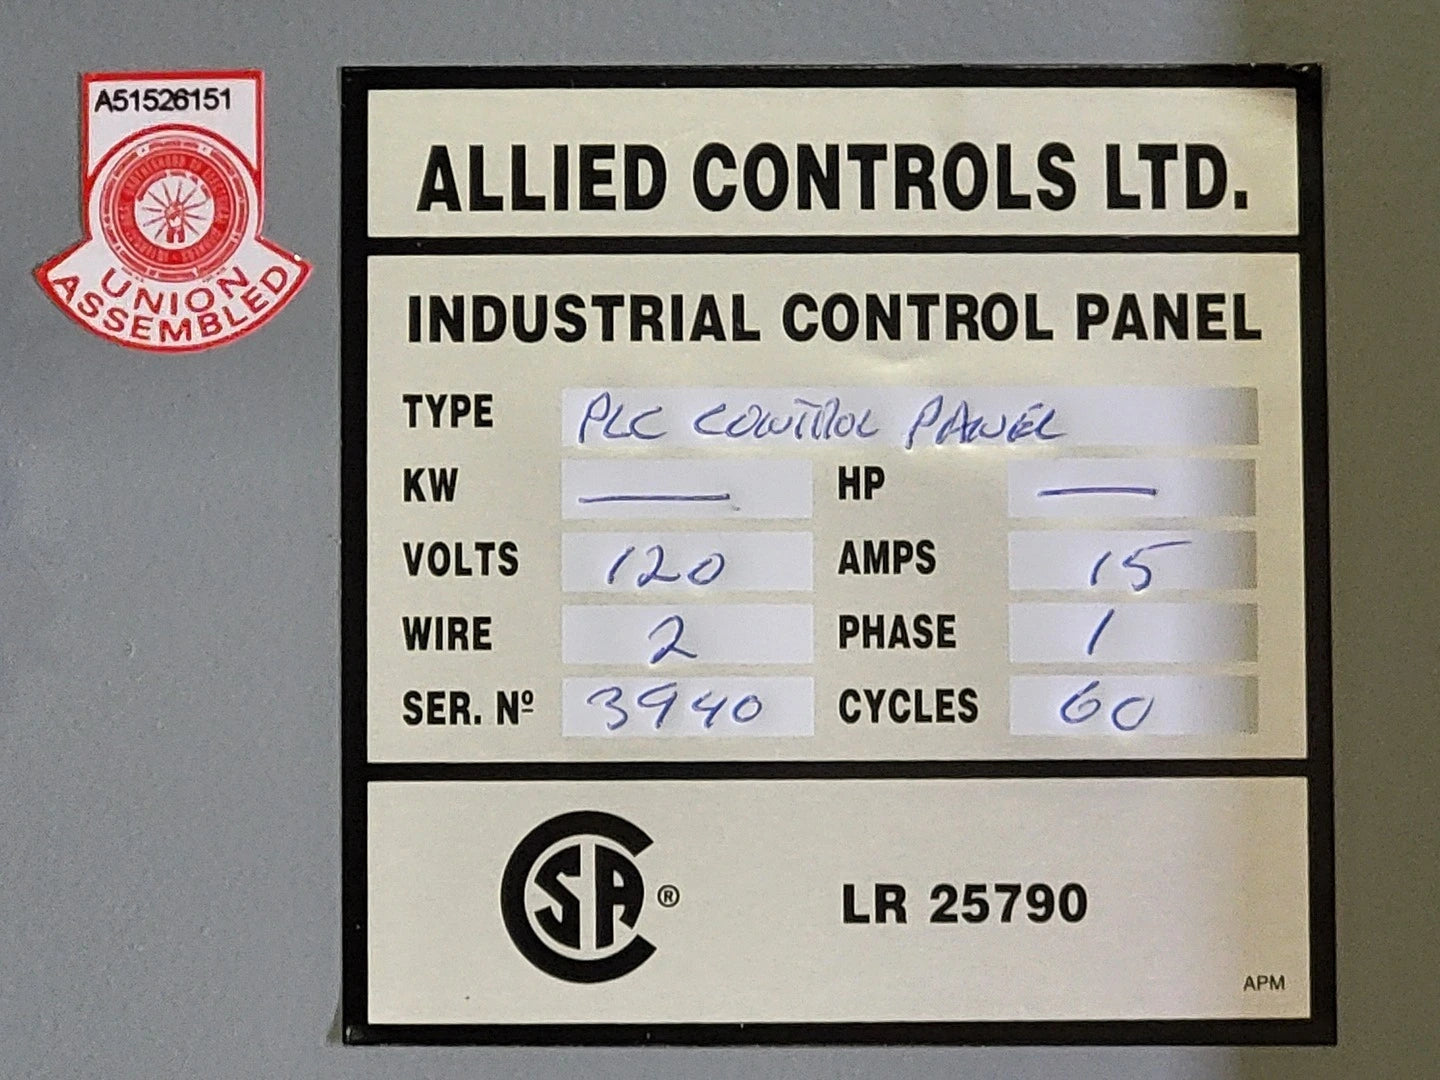 A51526151
UNION
ASSEMBLED
ALLIED CONTROLS LTD.
INDUSTRIAL CONTROL PANEL
TYPE PLC CONTROL PANEL
KW — HP —
VOLTS 120 AMPS 15
WIRE 2 PHASE 1
SER. Nº 3940 CYCLES 60
CSA ® LR 25790
APM